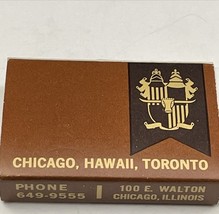 CHICAGO, HAWAII, TORONTO
PHONE
649-9555
100 E. WALTON
CHICAGO, ILLINOIS